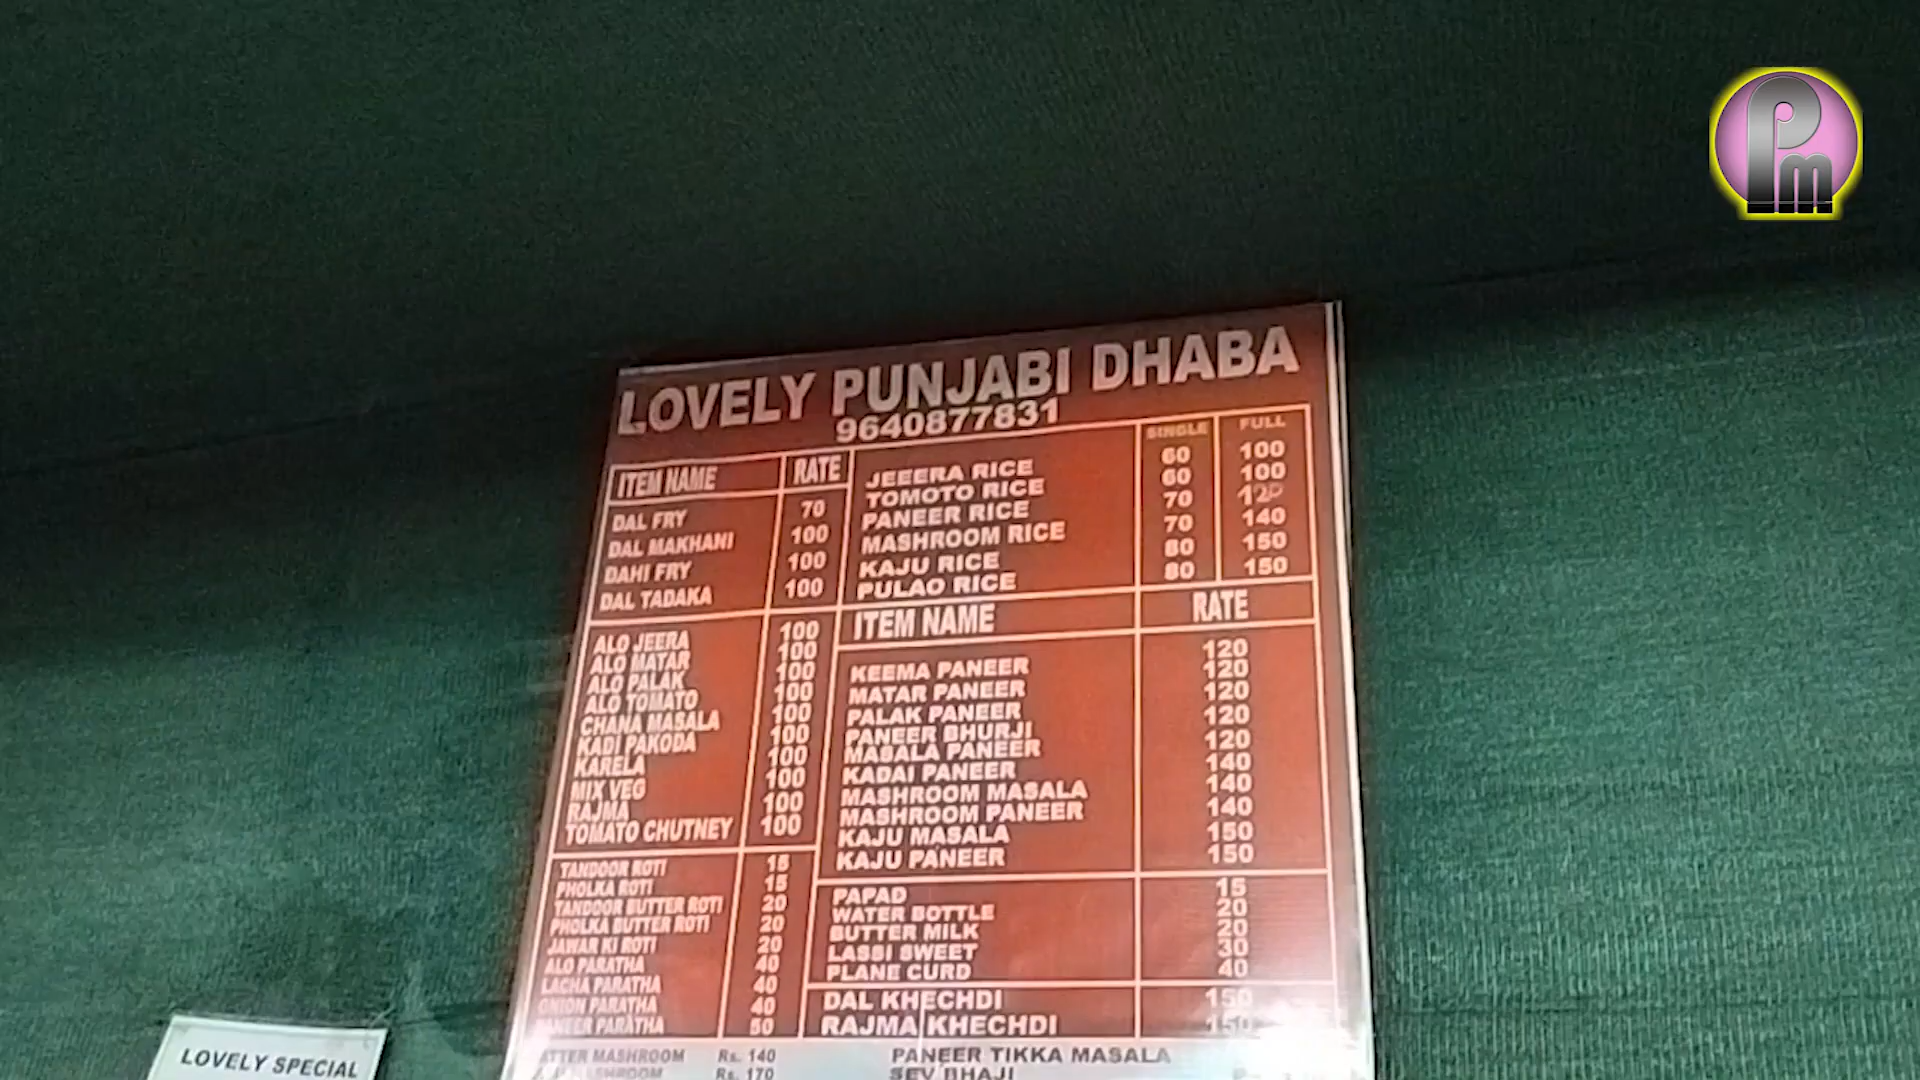 Pm
LOVELY PUNJABI DHABA
9640877831
ITEM NAME RATE
DAL FRY 70
DAL MAKHANI 100
DAHI FRY 100
DAL TADAKA 100
ALO JEERA 100
ALO MATAR 100
ALO PALAK 100
ALO TOMATO 100
CHANA MASALA 100
KADI PAKODA 100
KARELA 100
MIX VEG 100
RAJMA 100
TOMATO CHUTNEY 100
TANDOOR ROTI 15
PHOLKA ROTI 15
TANDOOR BUTTER ROTI 20
PHOLKA BUTTER ROTI 20
JAWAR KI ROTI 20
ALO PARATHA 40
LACHA PARATHA 40
ONION PARATHA 40
PANEER PARATHA 50
SINGLE FULL
JEEERA RICE 60 100
TOMOTO RICE 60 100
PANEER RICE 70 120
MASHROOM RICE 70 140
KAJU RICE 80 150
PULAO RICE 80 150
ITEM NAME RATE
KEEMA PANEER 120
MATAR PANEER 120
PALAK PANEER 120
PANEER BHURJI 120
MASALA PANEER 120
KADAI PANEER 140
MASHROOM MASALA 140
MASHROOM PANEER 140
KAJU MASALA 150
KAJU PANEER 150
PAPAD 15
WATER BOTTLE 20
BUTTER MILK 20
LASSI SWEET 30
PLANE CURD 40
DAL KHECHDI 150
RAJMA KHECHDI 150
MASHROOM Rs. 140 PANEER TIKKA MASALA
Rs. 170 SEV BHAJI
LOVELY SPECIAL